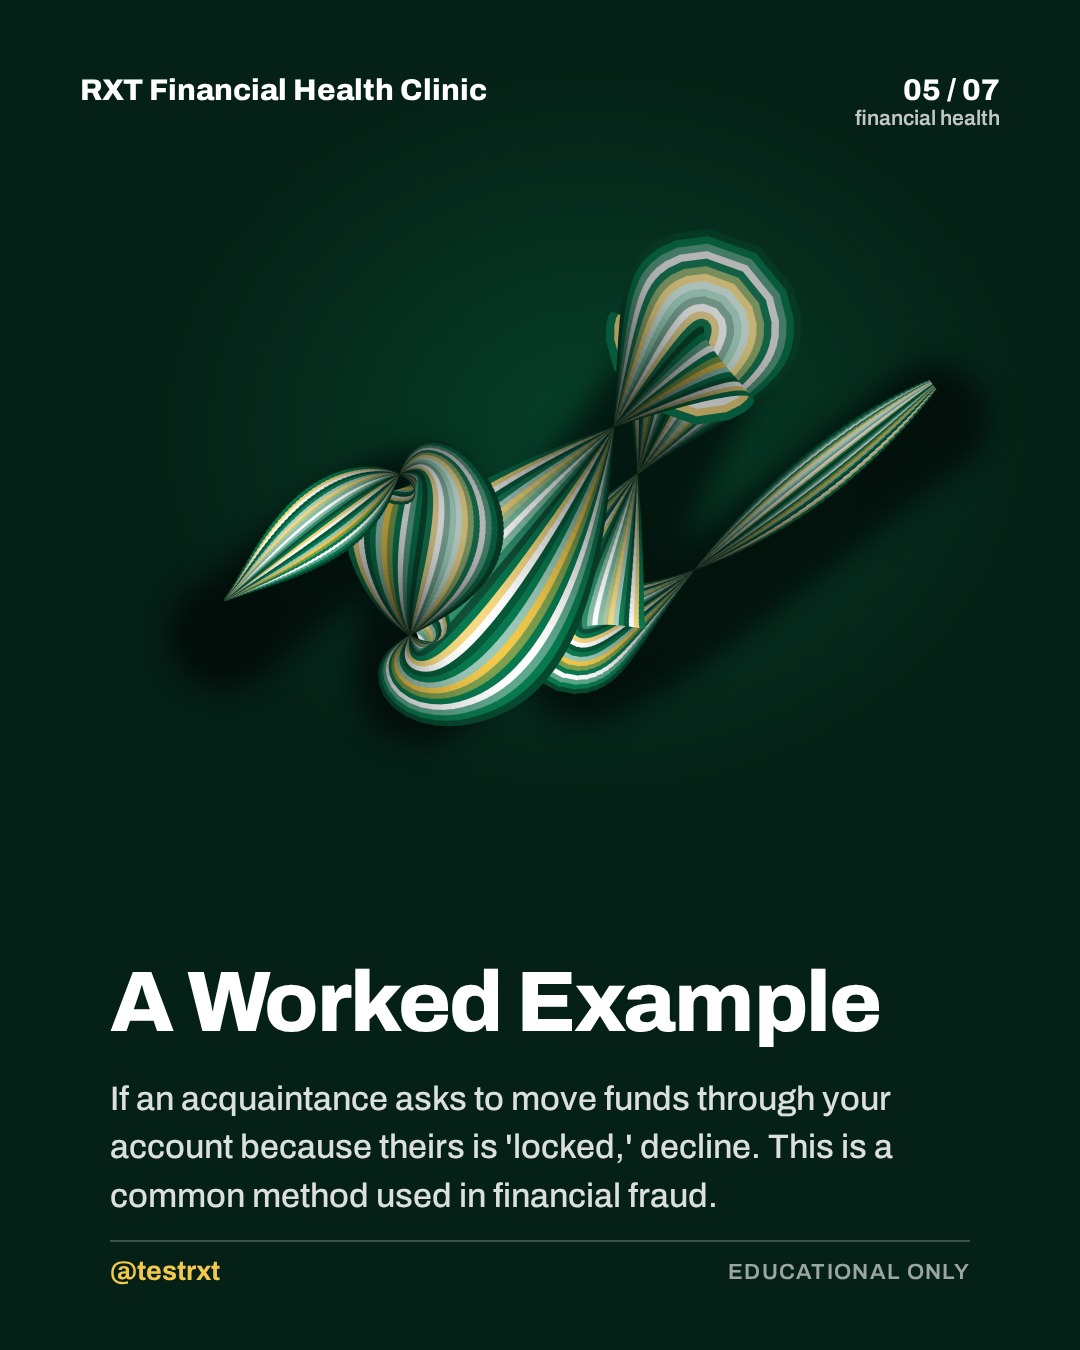 RXT Financial Health Clinic
05 / 07
financial health
A Worked Example
If an acquaintance asks to move funds through your
account because theirs is 'locked,' decline. This is a
common method used in financial fraud.
@testrxt
EDUCATIONAL ONLY